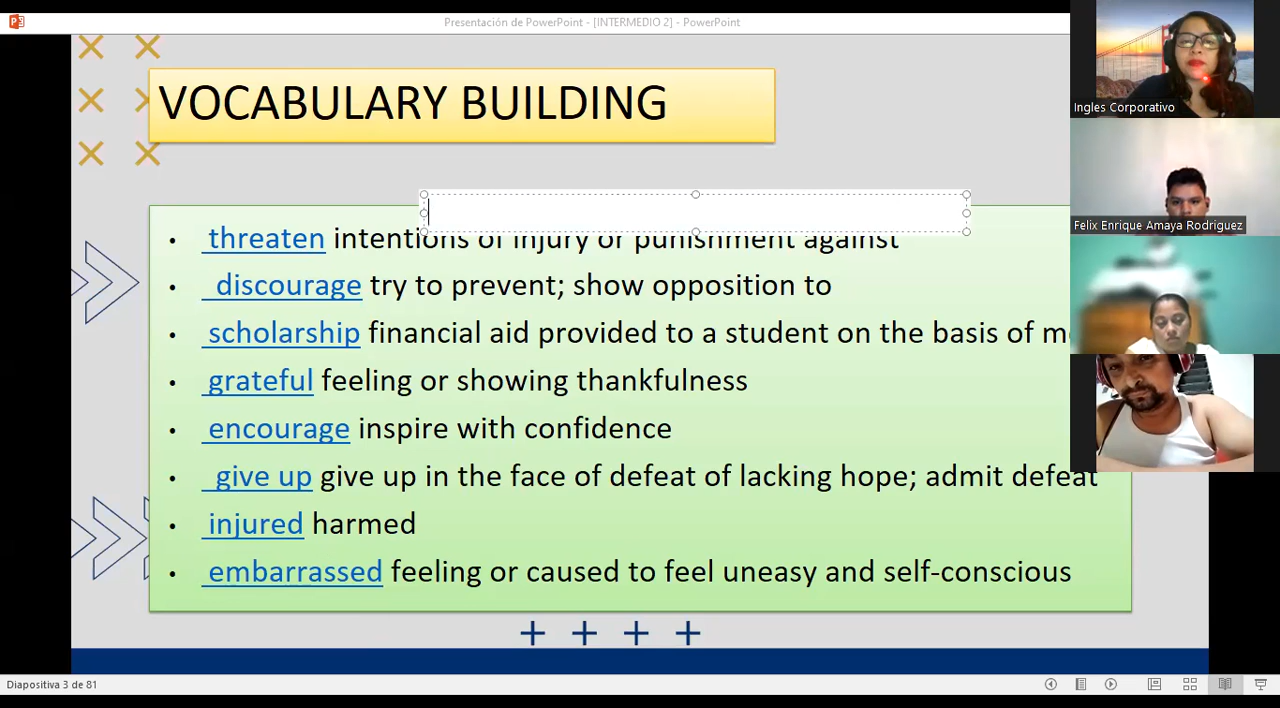 Presentación de PowerPoint - [INTERMEDIO 2] - PowerPoint
Ingles Corporativo
Felix Enrique Amaya Rodriguez
VOCABULARY BUILDING
• threaten intentions of injury or punishment against
• discourage try to prevent; show opposition to
• scholarship financial aid provided to a student on the basis of
• grateful feeling or showing thankfulness
• encourage inspire with confidence
• give up give up in the face of defeat of lacking hope; admit defeat
• injured harmed
• embarrassed feeling or caused to feel uneasy and self-conscious
Diapositiva 3 de 81